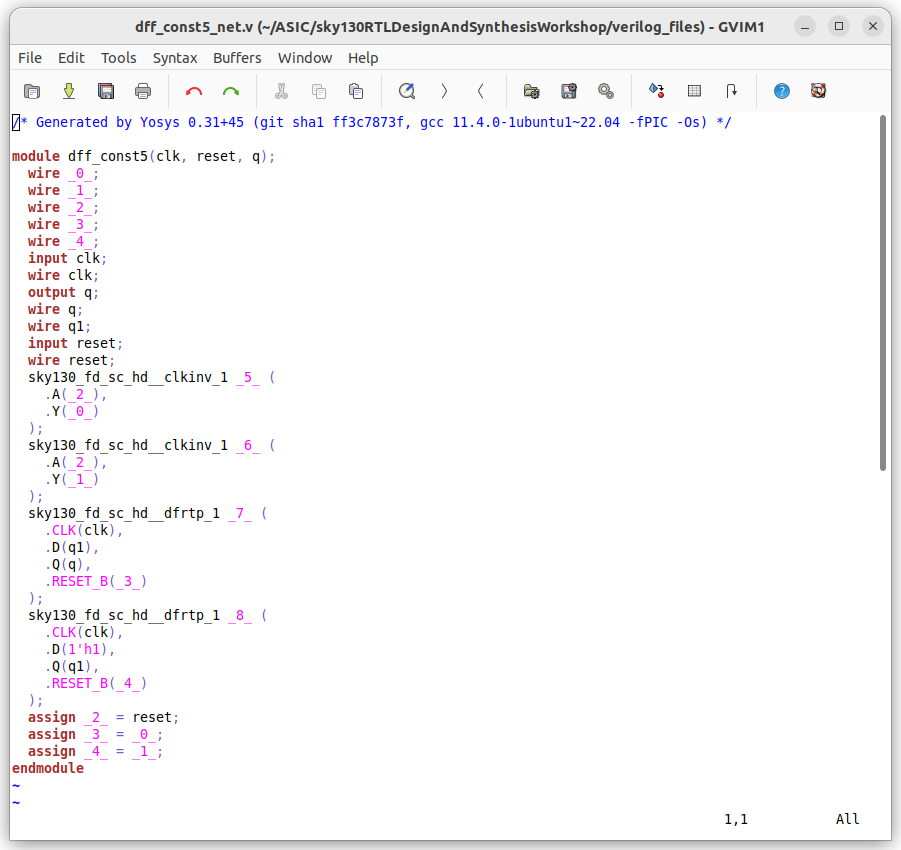 dff_const5_net.v (~/ASIC/sky130RTLDesignAndSynthesisWorkshop/verilog_files) - GVIM1
File Edit Tools Syntax Buffers Window Help
/* Generated by Yosys 0.31+45 (git sha1 ff3c7873f, gcc 11.4.0-1ubuntu1~22.04 -fPIC -Os) */

module dff_const5(clk, reset, q);
  wire _0_;
  wire _1_;
  wire _2_;
  wire _3_;
  wire _4_;
  input clk;
  wire clk;
  output q;
  wire q;
  wire q1;
  input reset;
  wire reset;
  sky130_fd_sc_hd__clkinv_1 _5_ (
    .A(_2_),
    .Y(_0_)
  );
  sky130_fd_sc_hd__clkinv_1 _6_ (
    .A(_2_),
    .Y(_1_)
  );
  sky130_fd_sc_hd__dfrtp_1 _7_ (
    .CLK(clk),
    .D(q1),
    .Q(q),
    .RESET_B(_3_)
  );
  sky130_fd_sc_hd__dfrtp_1 _8_ (
    .CLK(clk),
    .D(1'h1),
    .Q(q1),
    .RESET_B(_4_)
  );
  assign _2_ = reset;
  assign _3_ = _0_;
  assign _4_ = _1_;
endmodule
~
~
1,1 All